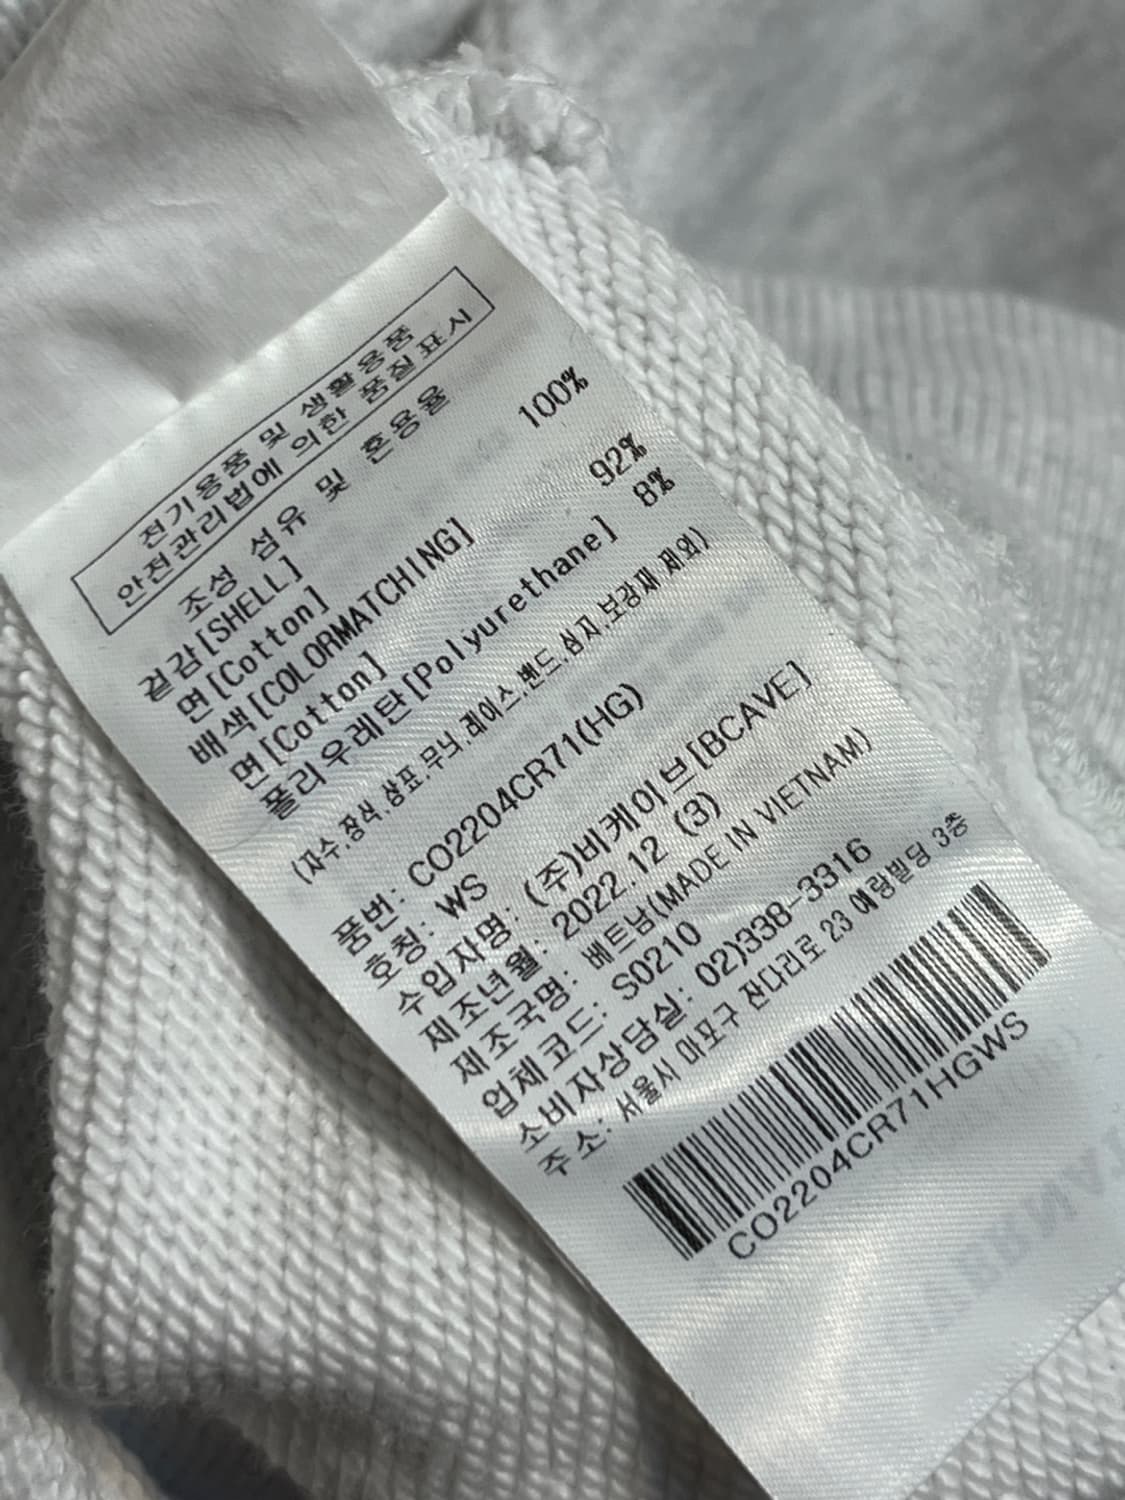 전기용품 및 생활용품
안전관리법에 의한 품질표시
조성 섬유 및 혼용율
겉감[SHELL]
면[Cotton] 100%
배색[COLORMATCHING]
면[Cotton] 92%
폴리우레탄[Polyurethane] 8%
(자수,장식,상표,무늬,레이스,밴드,심지,보강재 제외)
품번: CO2204CR71(HG)
호칭: WS
수입자명: (주)비케이브[BCAVE]
제조년월: 2022.12 (3)
제조국명: 베트남(MADE IN VIETNAM)
업체코드: S0210
소비자상담실: 02)338-3316
주소: 서울시 마포구 잔다리로 23 애랑빌딩 3층
CO2204CR71HGWS